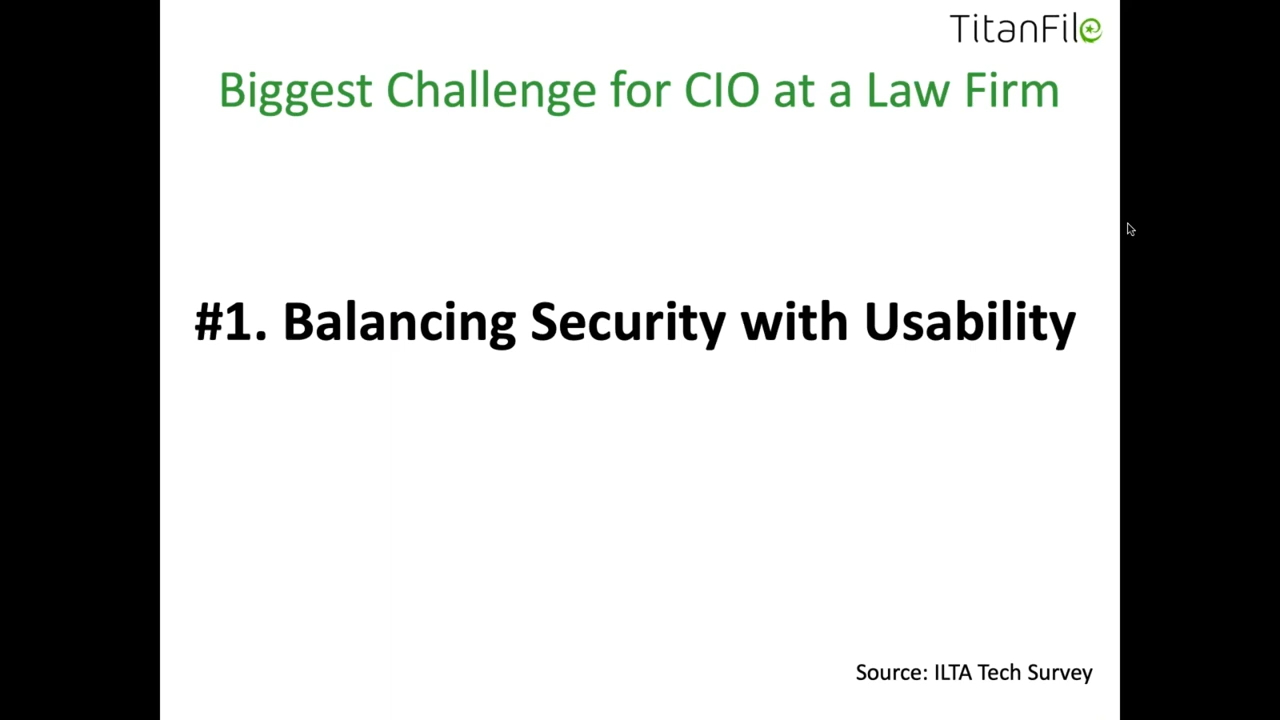 TitanFile
Biggest Challenge for CIO at a Law Firm
#1. Balancing Security with Usability
Source: ILTA Tech Survey